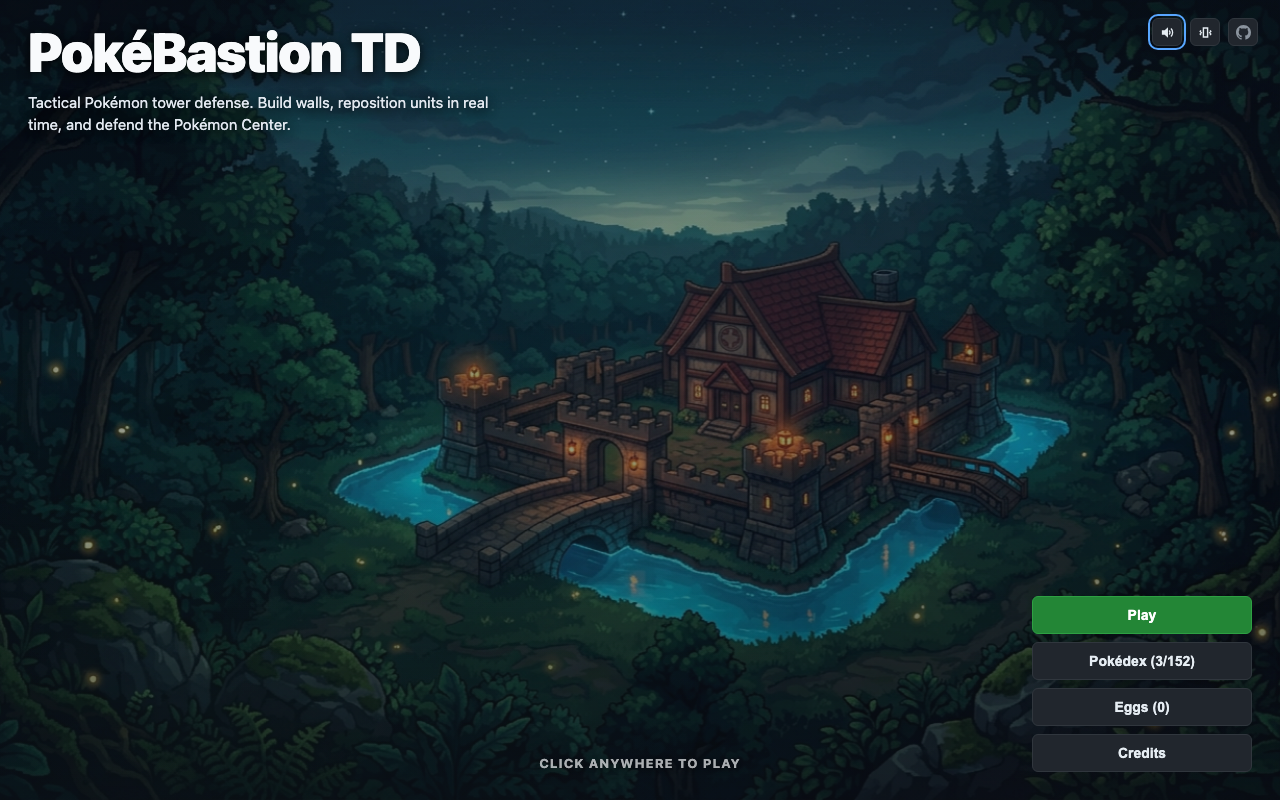 PokéBastion TD
Tactical Pokémon tower defense. Build walls, reposition units in real
time, and defend the Pokémon Center.
Play
Pokédex (3/152)
Eggs (0)
Credits
CLICK ANYWHERE TO PLAY